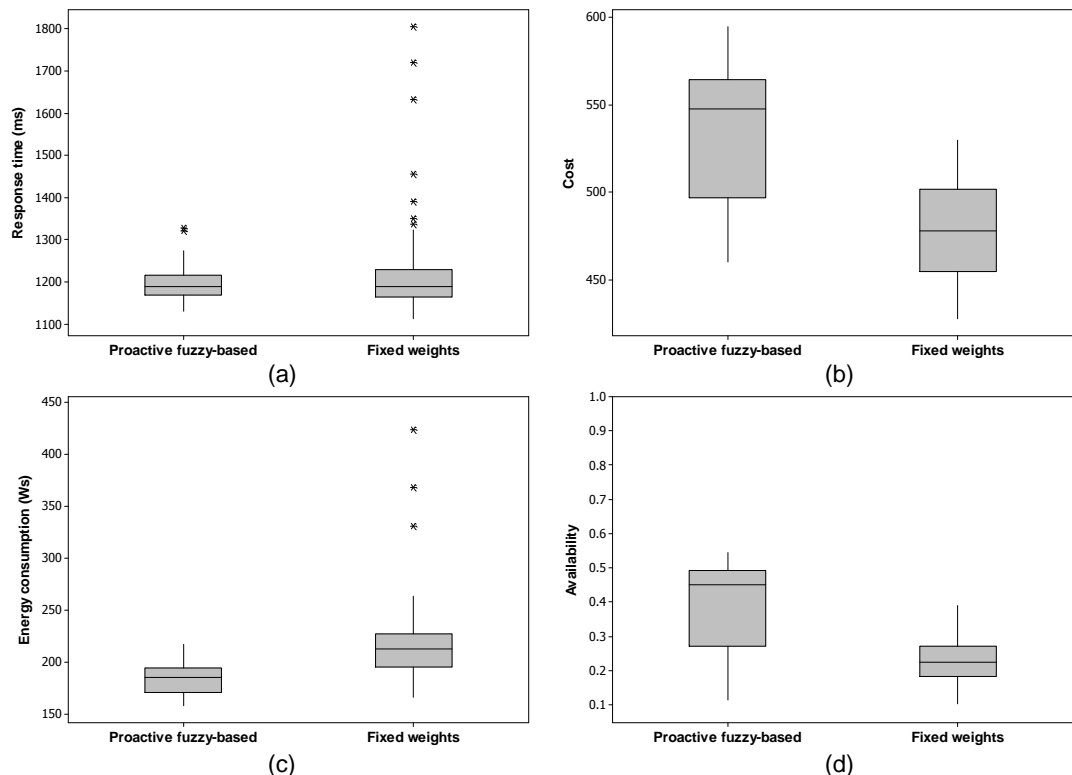 Response time (ms)
1800
1700
1600
1500
1400
1300
1200
1100
Proactive fuzzy-based
Fixed weights
(a)
Cost
600
550
500
450
Proactive fuzzy-based
Fixed weights
(b)
Energy consumption (Ws)
450
400
350
300
250
200
150
Proactive fuzzy-based
Fixed weights
(c)
Availability
1.0
0.9
0.8
0.7
0.6
0.5
0.4
0.3
0.2
0.1
Proactive fuzzy-based
Fixed weights
(d)